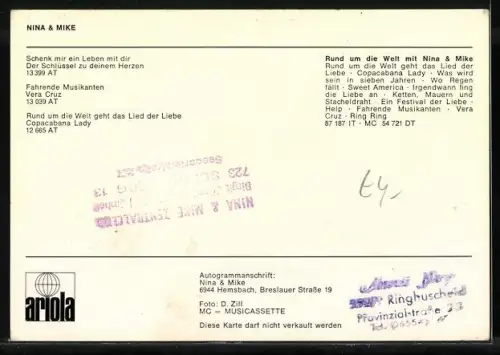 NINA & MIKE
Schenk mir ein Leben mit dir
Der Schlüssel zu deinem Herzen
13 399 AT
Fahrende Musikanten
Vera Cruz
13 039 AT
Rund um die Welt geht das Lied der Liebe
Copacabana Lady
12 665 AT
Rund um die Welt mit Nina & Mike
Rund um die Welt geht das Lied der
Liebe · Copacabana Lady · Was wird
sein in sieben Jahren · Wo Regen
fällt · Sweet America · Irgendwann fing
die Liebe an · Ketten, Mauern und
Stacheldraht · Ein Festival der Liebe ·
Help · Fahrende Musikanten · Vera
Cruz · Ring Ring
87 187 IT · MC 54 721 DT
NINA & MIKE
13
£4,-
ariola
Autogrammanschrift:
Nina & Mike
6944 Hemsbach, Breslauer Straße 19
Foto: D. Zill
MC = MUSICASSETTE
Diese Karte darf nicht verkauft werden
Ringhuscheid